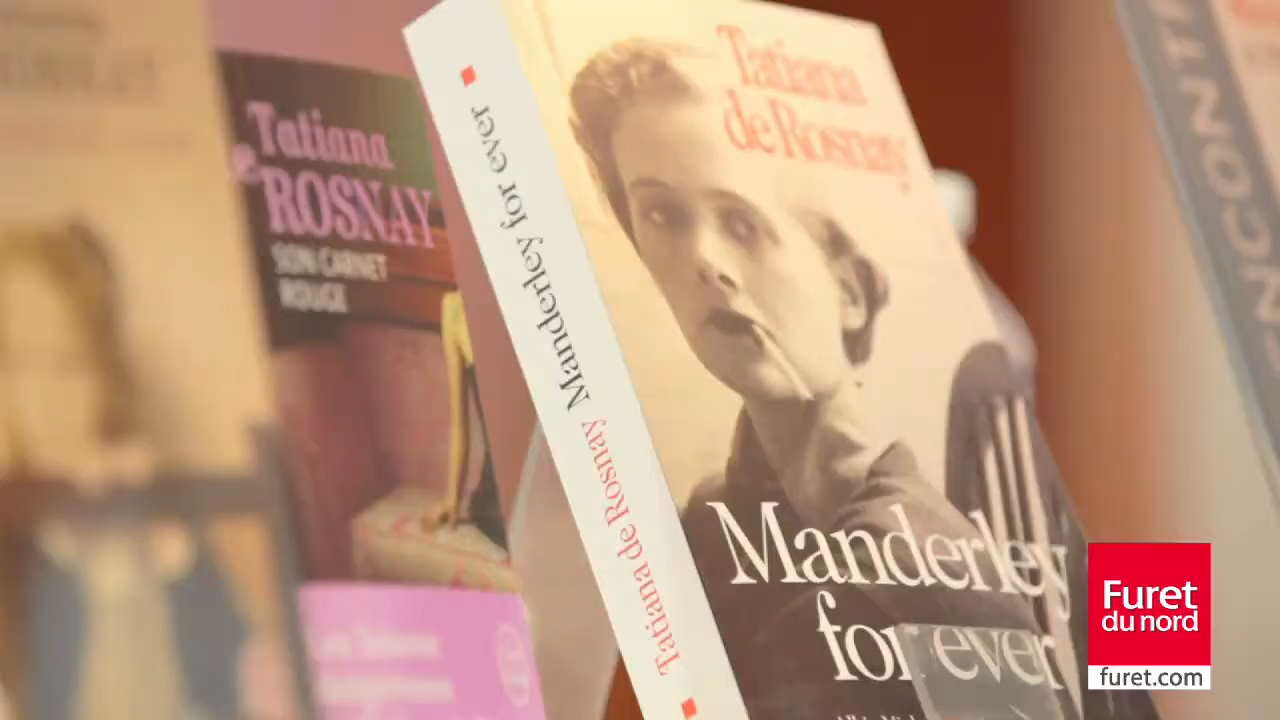 Tatiana
de
ROSNAY
SON CARNET
ROUGE
Tatiana de Rosnay Manderley for ever
Tatiana
de Rosnay
Manderley
for ever
Furet
du nord
furet.com